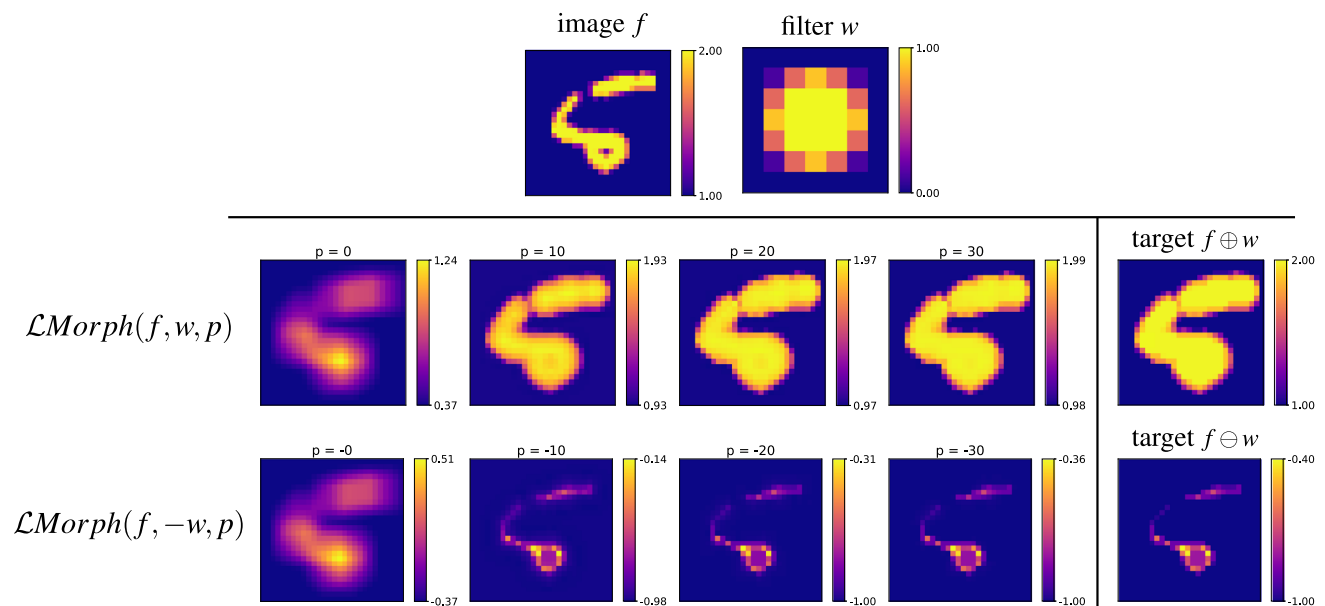 image f filter w
2.00 1.00
1.00 0.00
p = 0 p = 10 p = 20 p = 30 target f ⊕ w
1.24 1.93 1.97 1.99 2.00
ℒMorph(f, w, p)
0.37 0.93 0.97 0.98 1.00
p = -0 p = -10 p = -20 p = -30 target f ⊖ w
0.51 -0.14 -0.31 -0.36 -0.40
ℒMorph(f, −w, p)
-0.37 -0.98 -1.00 -1.00 -1.00